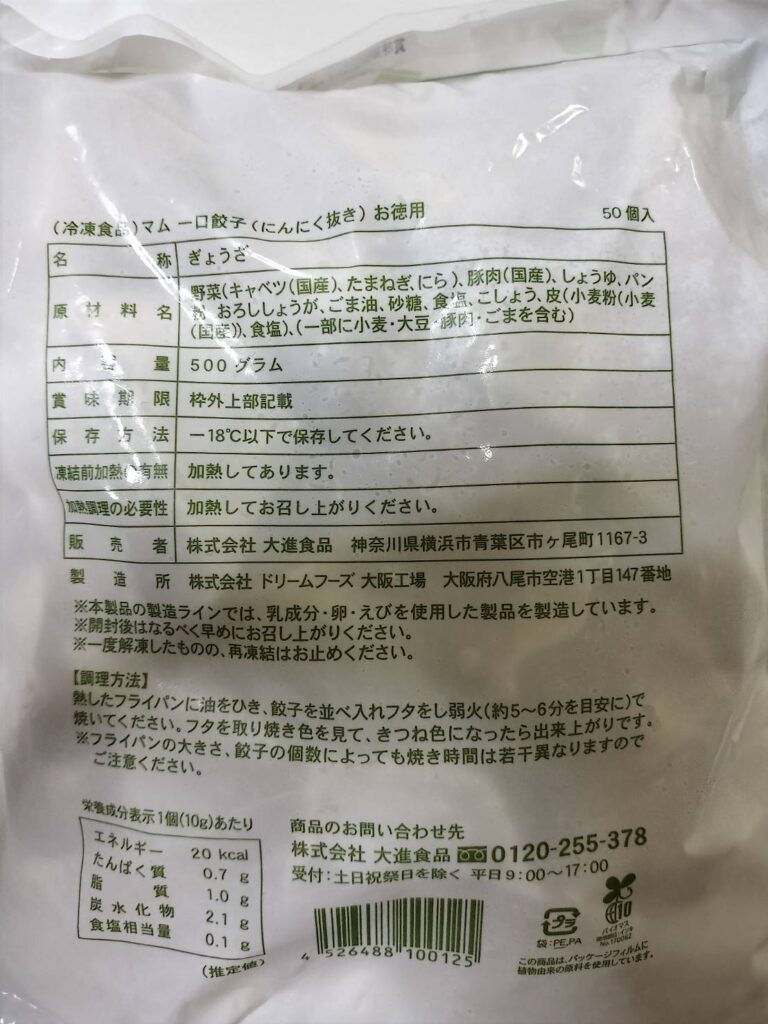 (冷凍食品)マム 一口餃子(にんにく抜き)お徳用 50個入
名称 ぎょうざ
原材料名 野菜(キャベツ(国産)、たまねぎ、にら)、豚肉(国産)、しょうゆ、パン
粉、おろししょうが、ごま油、砂糖、食塩、こしょう、皮(小麦粉(小麦
(国産))、食塩)、(一部に小麦・大豆・豚肉・ごまを含む)
内容量 500グラム
賞味期限 枠外上部記載
保存方法 −18℃以下で保存してください。
凍結前加熱の有無 加熱してあります。
加熱調理の必要性 加熱してお召し上がりください。
販売者 株式会社 大進食品 神奈川県横浜市青葉区市ヶ尾町1167-3
製造所 株式会社 ドリームフーズ 大阪工場 大阪府八尾市空港1丁目147番地
※本製品の製造ラインでは、乳成分・卵・えびを使用した製品を製造しています。
※開封後はなるべく早めにお召し上がりください。
※一度解凍したものの、再凍結はお止めください。
【調理方法】
熱したフライパンに油をひき、餃子を並べ入れフタをし弱火(約5〜6分を目安に)で
焼いてください。フタを取り焼き色を見て、きつね色になったら出来上がりです。
※フライパンの大きさ、餃子の個数によっても焼き時間は若干異なりますので
ご注意ください。
栄養成分表示1個(10g)あたり
エネルギー 20 kcal
たんぱく質 0.7 g
脂質 1.0 g
炭水化物 2.1 g
食塩相当量 0.1 g
(推定値)
商品のお問い合わせ先
株式会社 大進食品 0120-255-378
受付:土日祝祭日を除く 平日9:00〜17:00
4 526488 100125
プラ
袋:PE,PA
10
バイオマス
No.170062
この商品は、パッケージフィルムに
植物由来の原料を使用しています。